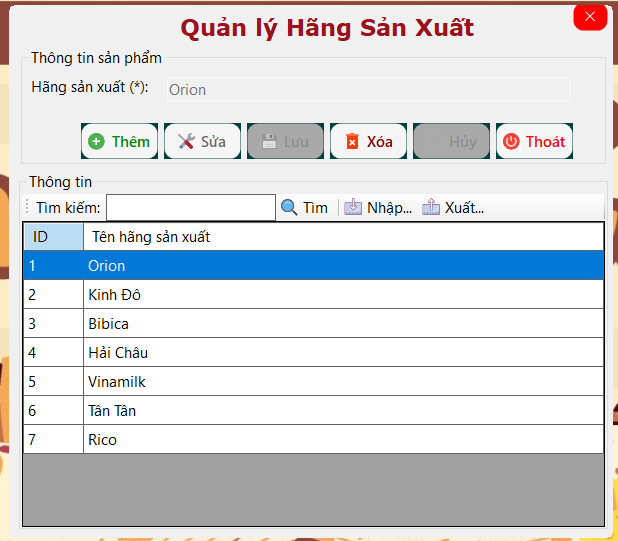 Quản lý Hãng Sản Xuất
Thông tin sản phẩm
Hãng sản xuất (*): Orion
Thêm Sửa Lưu Xóa Hủy Thoát
Thông tin
Tìm kiếm: Tìm Nhập... Xuất...
ID Tên hãng sản xuất
1 Orion
2 Kinh Đô
3 Bibica
4 Hải Châu
5 Vinamilk
6 Tân Tân
7 Rico